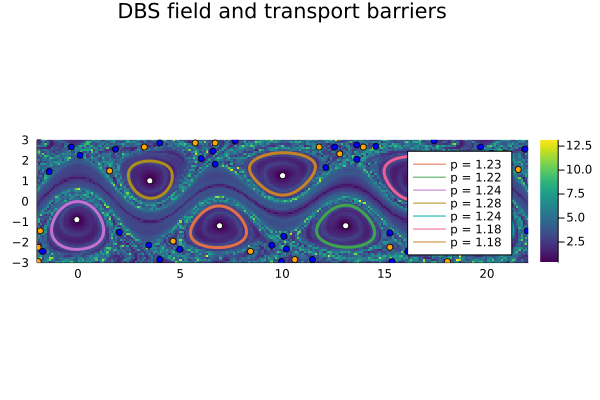 DBS field and transport barriers
3
2
1
0
−1
−2
−3
0
5
10
15
20
p = 1.23
p = 1.22
p = 1.24
p = 1.28
p = 1.24
p = 1.18
p = 1.18
12.5
10.0
7.5
5.0
2.5